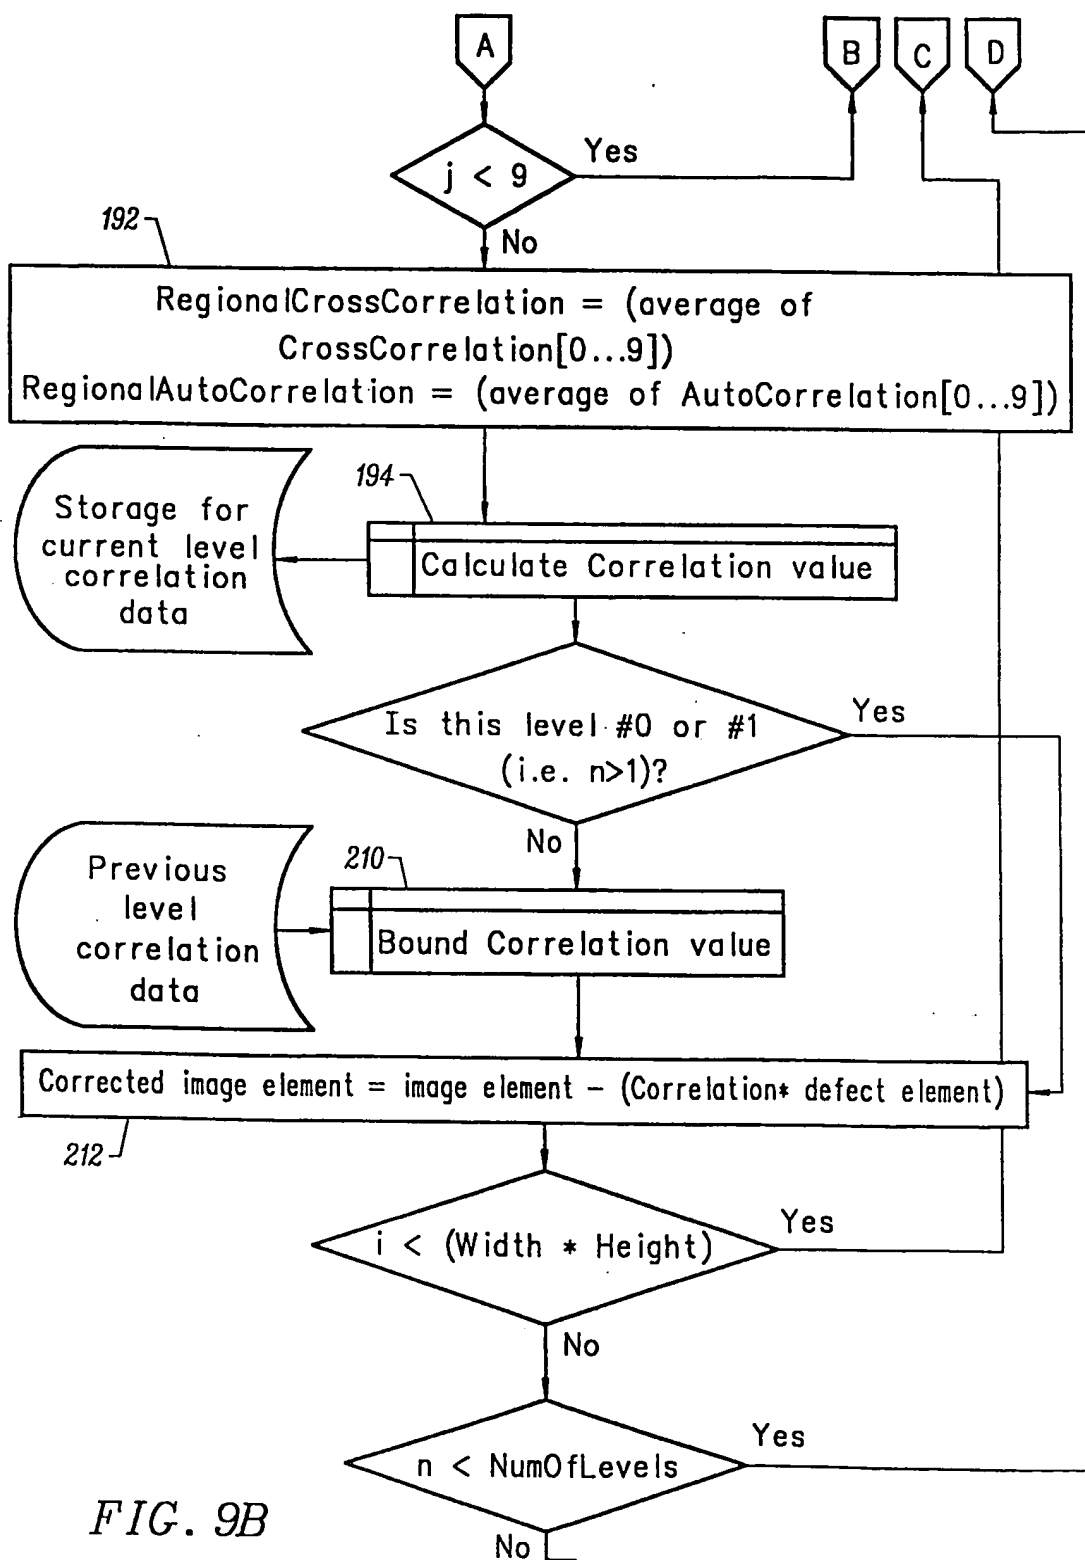 A
B
C
D
j < 9
Yes
No
192
RegionalCrossCorrelation = (average of
CrossCorrelation[0...9])
RegionalAutoCorrelation = (average of AutoCorrelation[0...9])
Storage for
current level
correlation
data
194
Calculate Correlation value
Is this level #0 or #1
(i.e. n>1)?
Yes
No
Previous
level
correlation
data
210
Bound Correlation value
Corrected image element = image element - (Correlation* defect element)
212
i < (Width * Height)
Yes
No
n < NumOfLevels
Yes
No
FIG. 9B